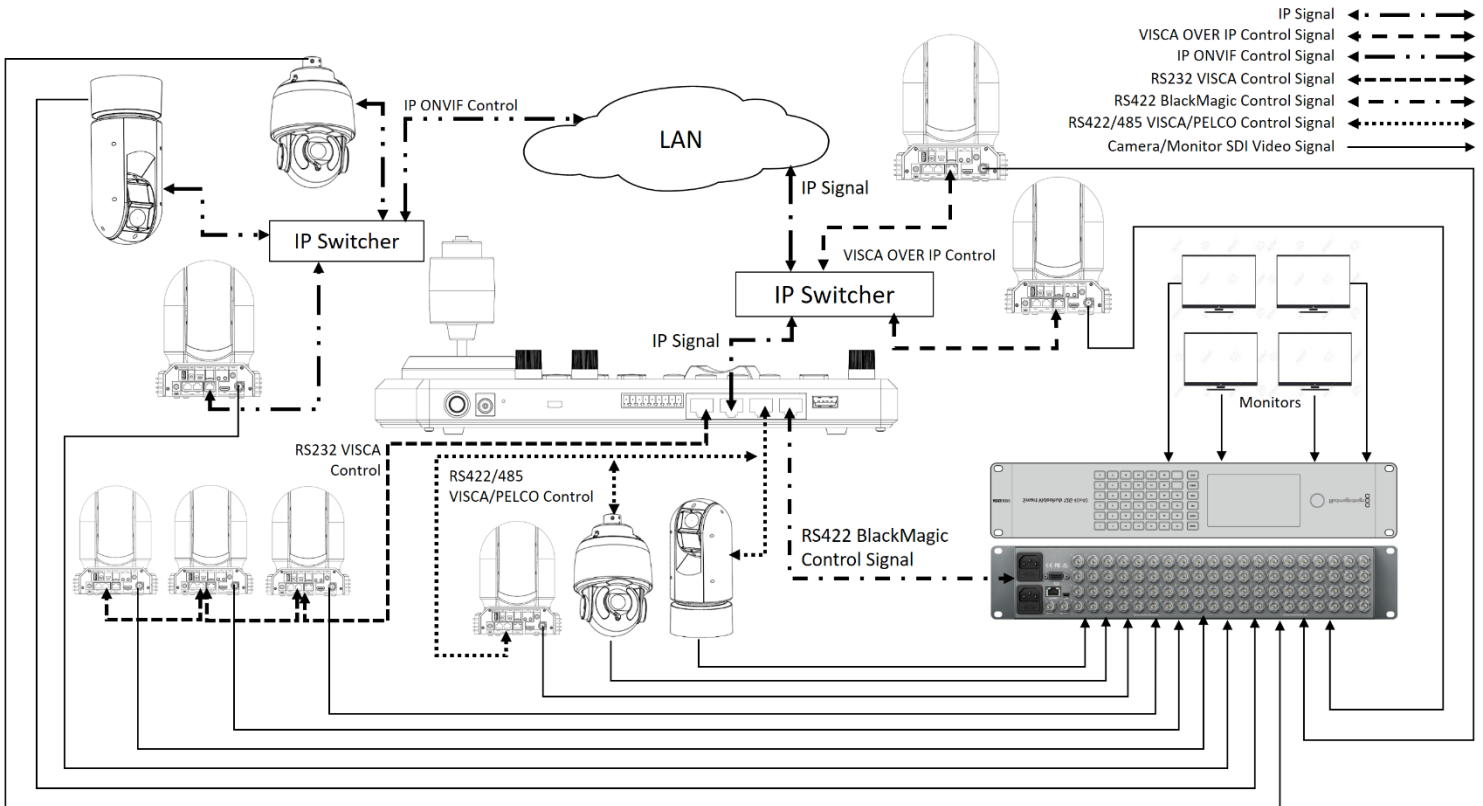 IP Signal
VISCA OVER IP Control Signal
IP ONVIF Control Signal
RS232 VISCA Control Signal
RS422 BlackMagic Control Signal
RS422/485 VISCA/PELCO Control Signal
Camera/Monitor SDI Video Signal
IP ONVIF Control
LAN
IP Signal
IP Switcher
VISCA OVER IP Control
IP Switcher
IP Signal
Monitors
RS232 VISCA
Control
RS422/485
VISCA/PELCO Control
RS422 BlackMagic
Control Signal